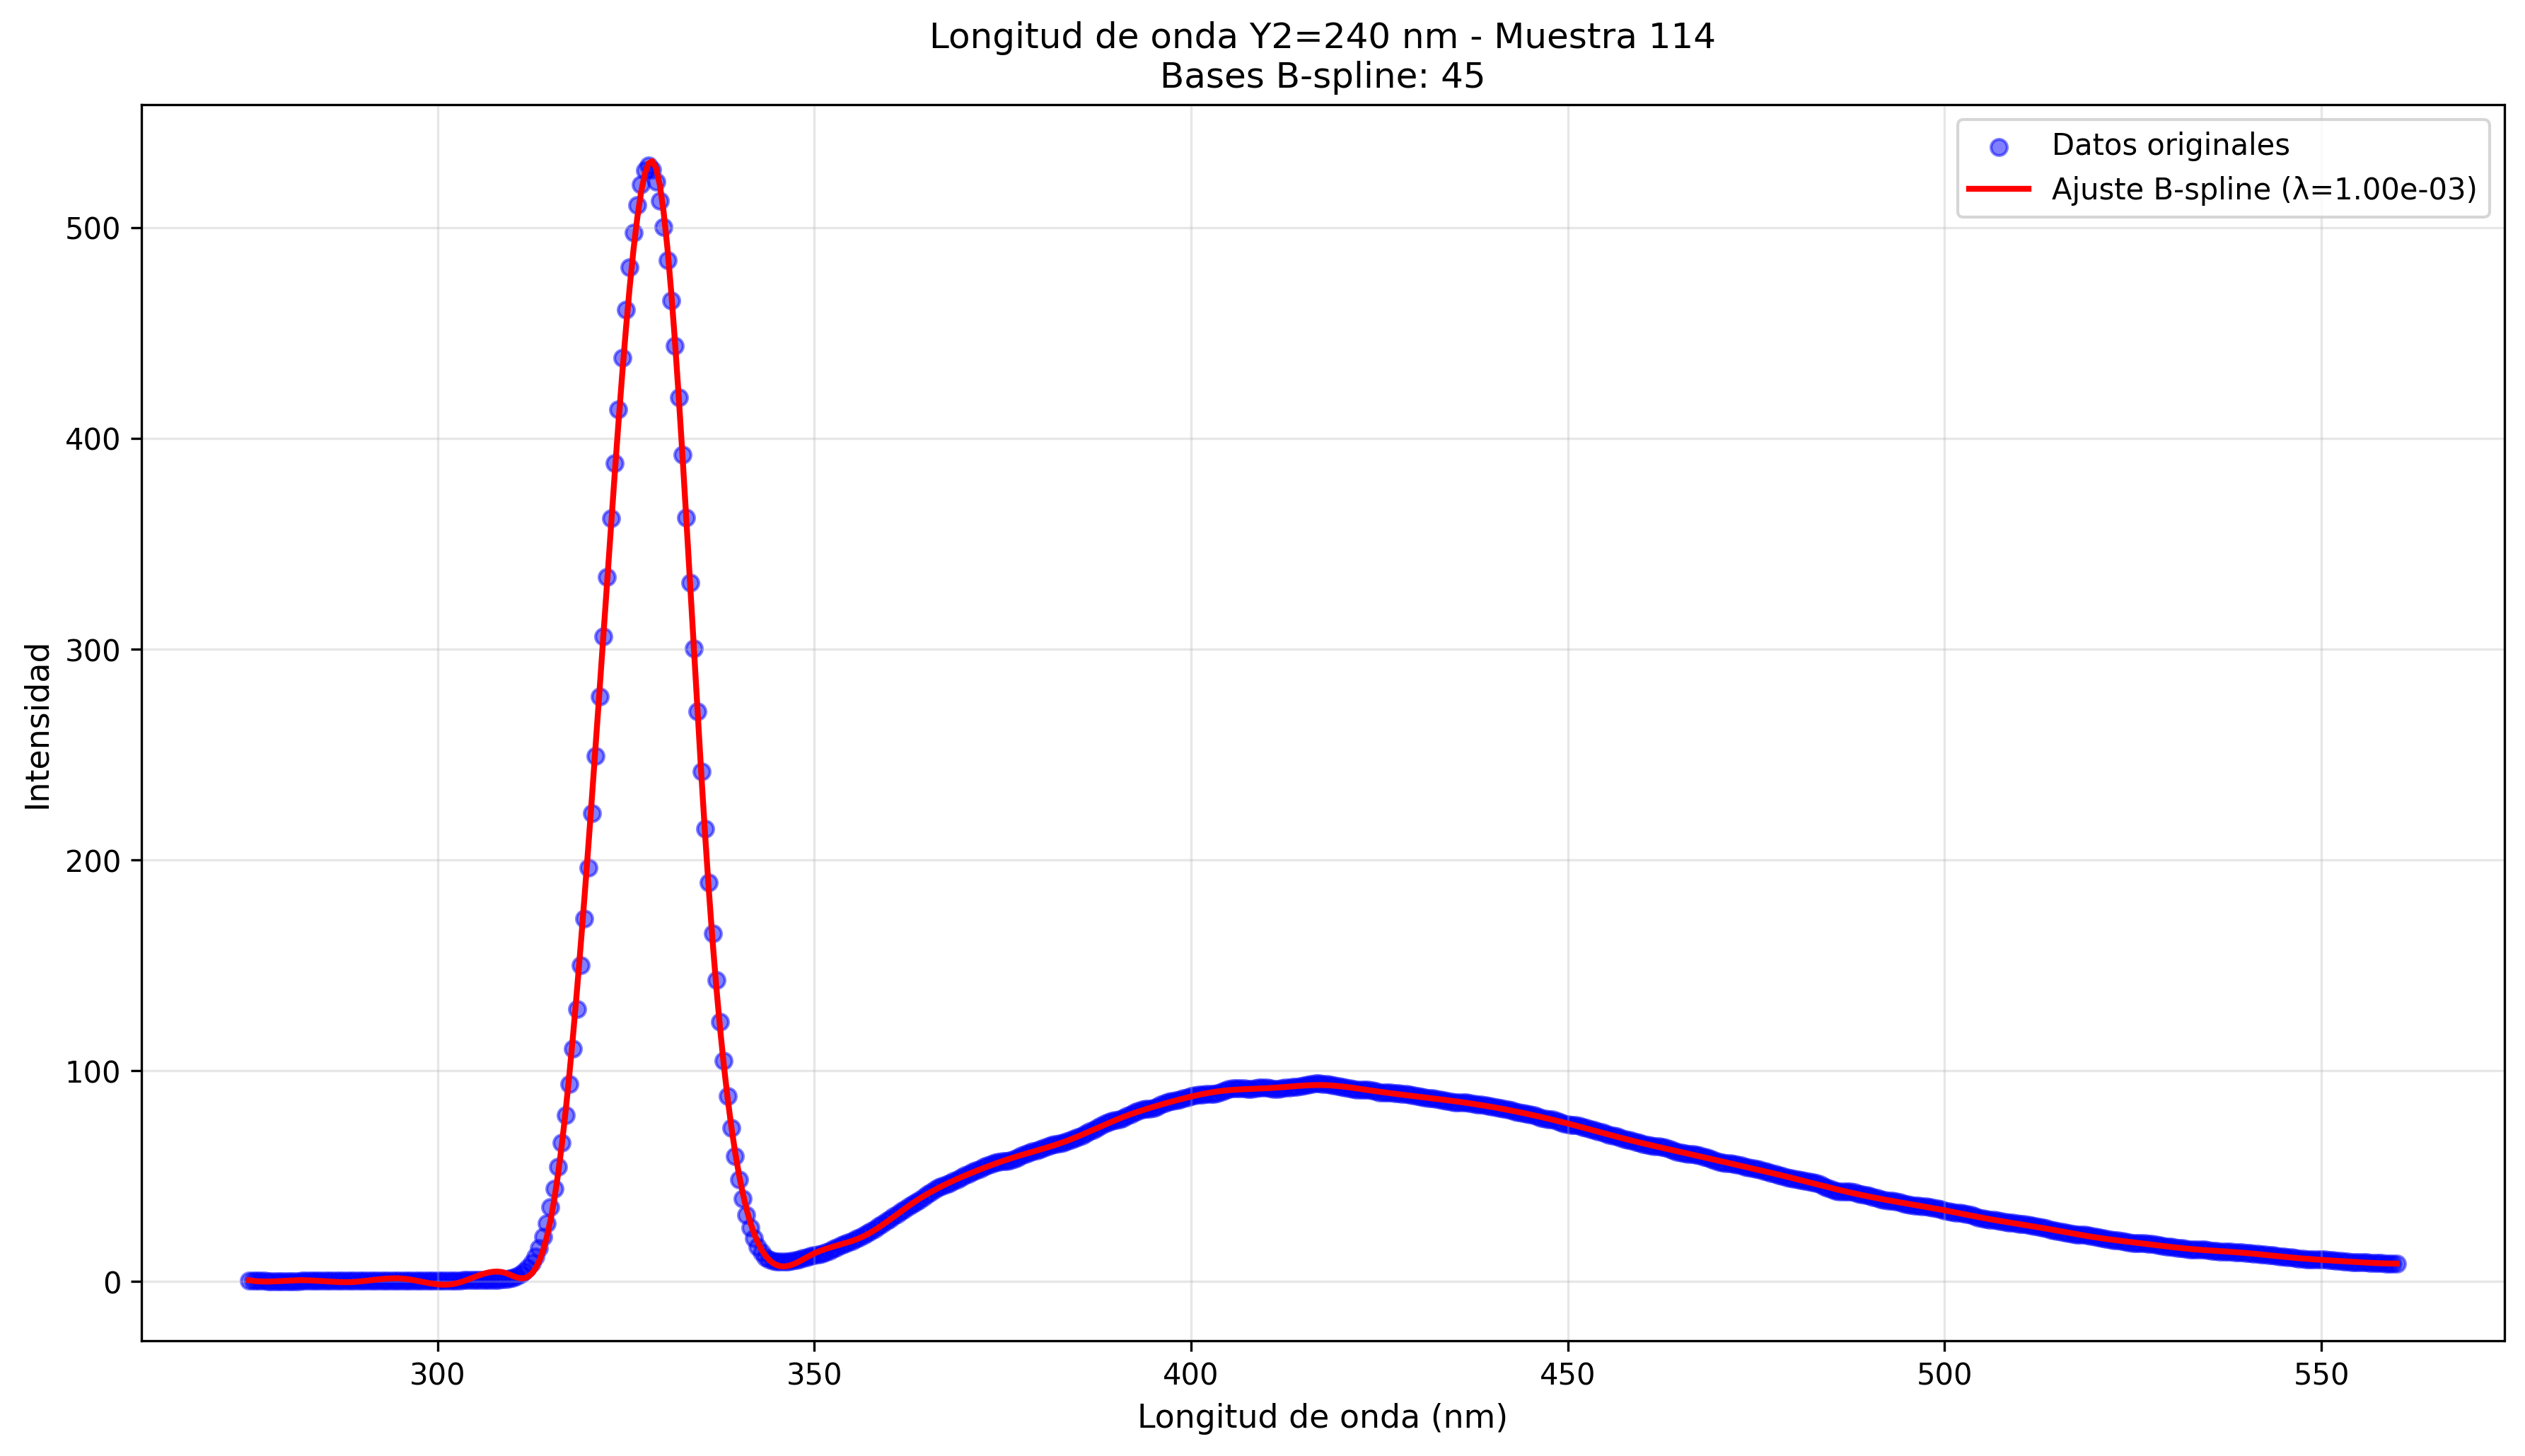 Longitud de onda Y2=240 nm - Muestra 114
Bases B-spline: 45
Datos originales
Ajuste B-spline (λ=1.00e-03)
Intensidad
500
400
300
200
100
0
300 350 400 450 500 550
Longitud de onda (nm)